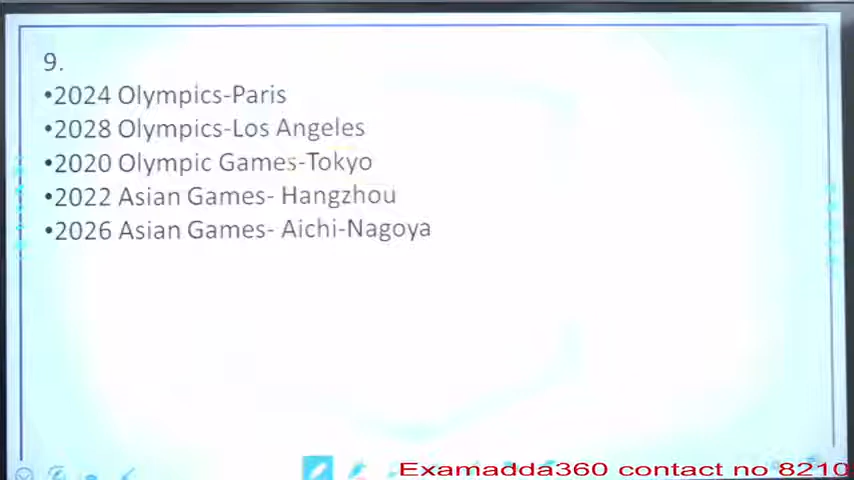 9.
•2024 Olympics-Paris
•2028 Olympics-Los Angeles
•2020 Olympic Games-Tokyo
•2022 Asian Games- Hangzhou
•2026 Asian Games- Aichi-Nagoya
Examadda360 contact no 8210